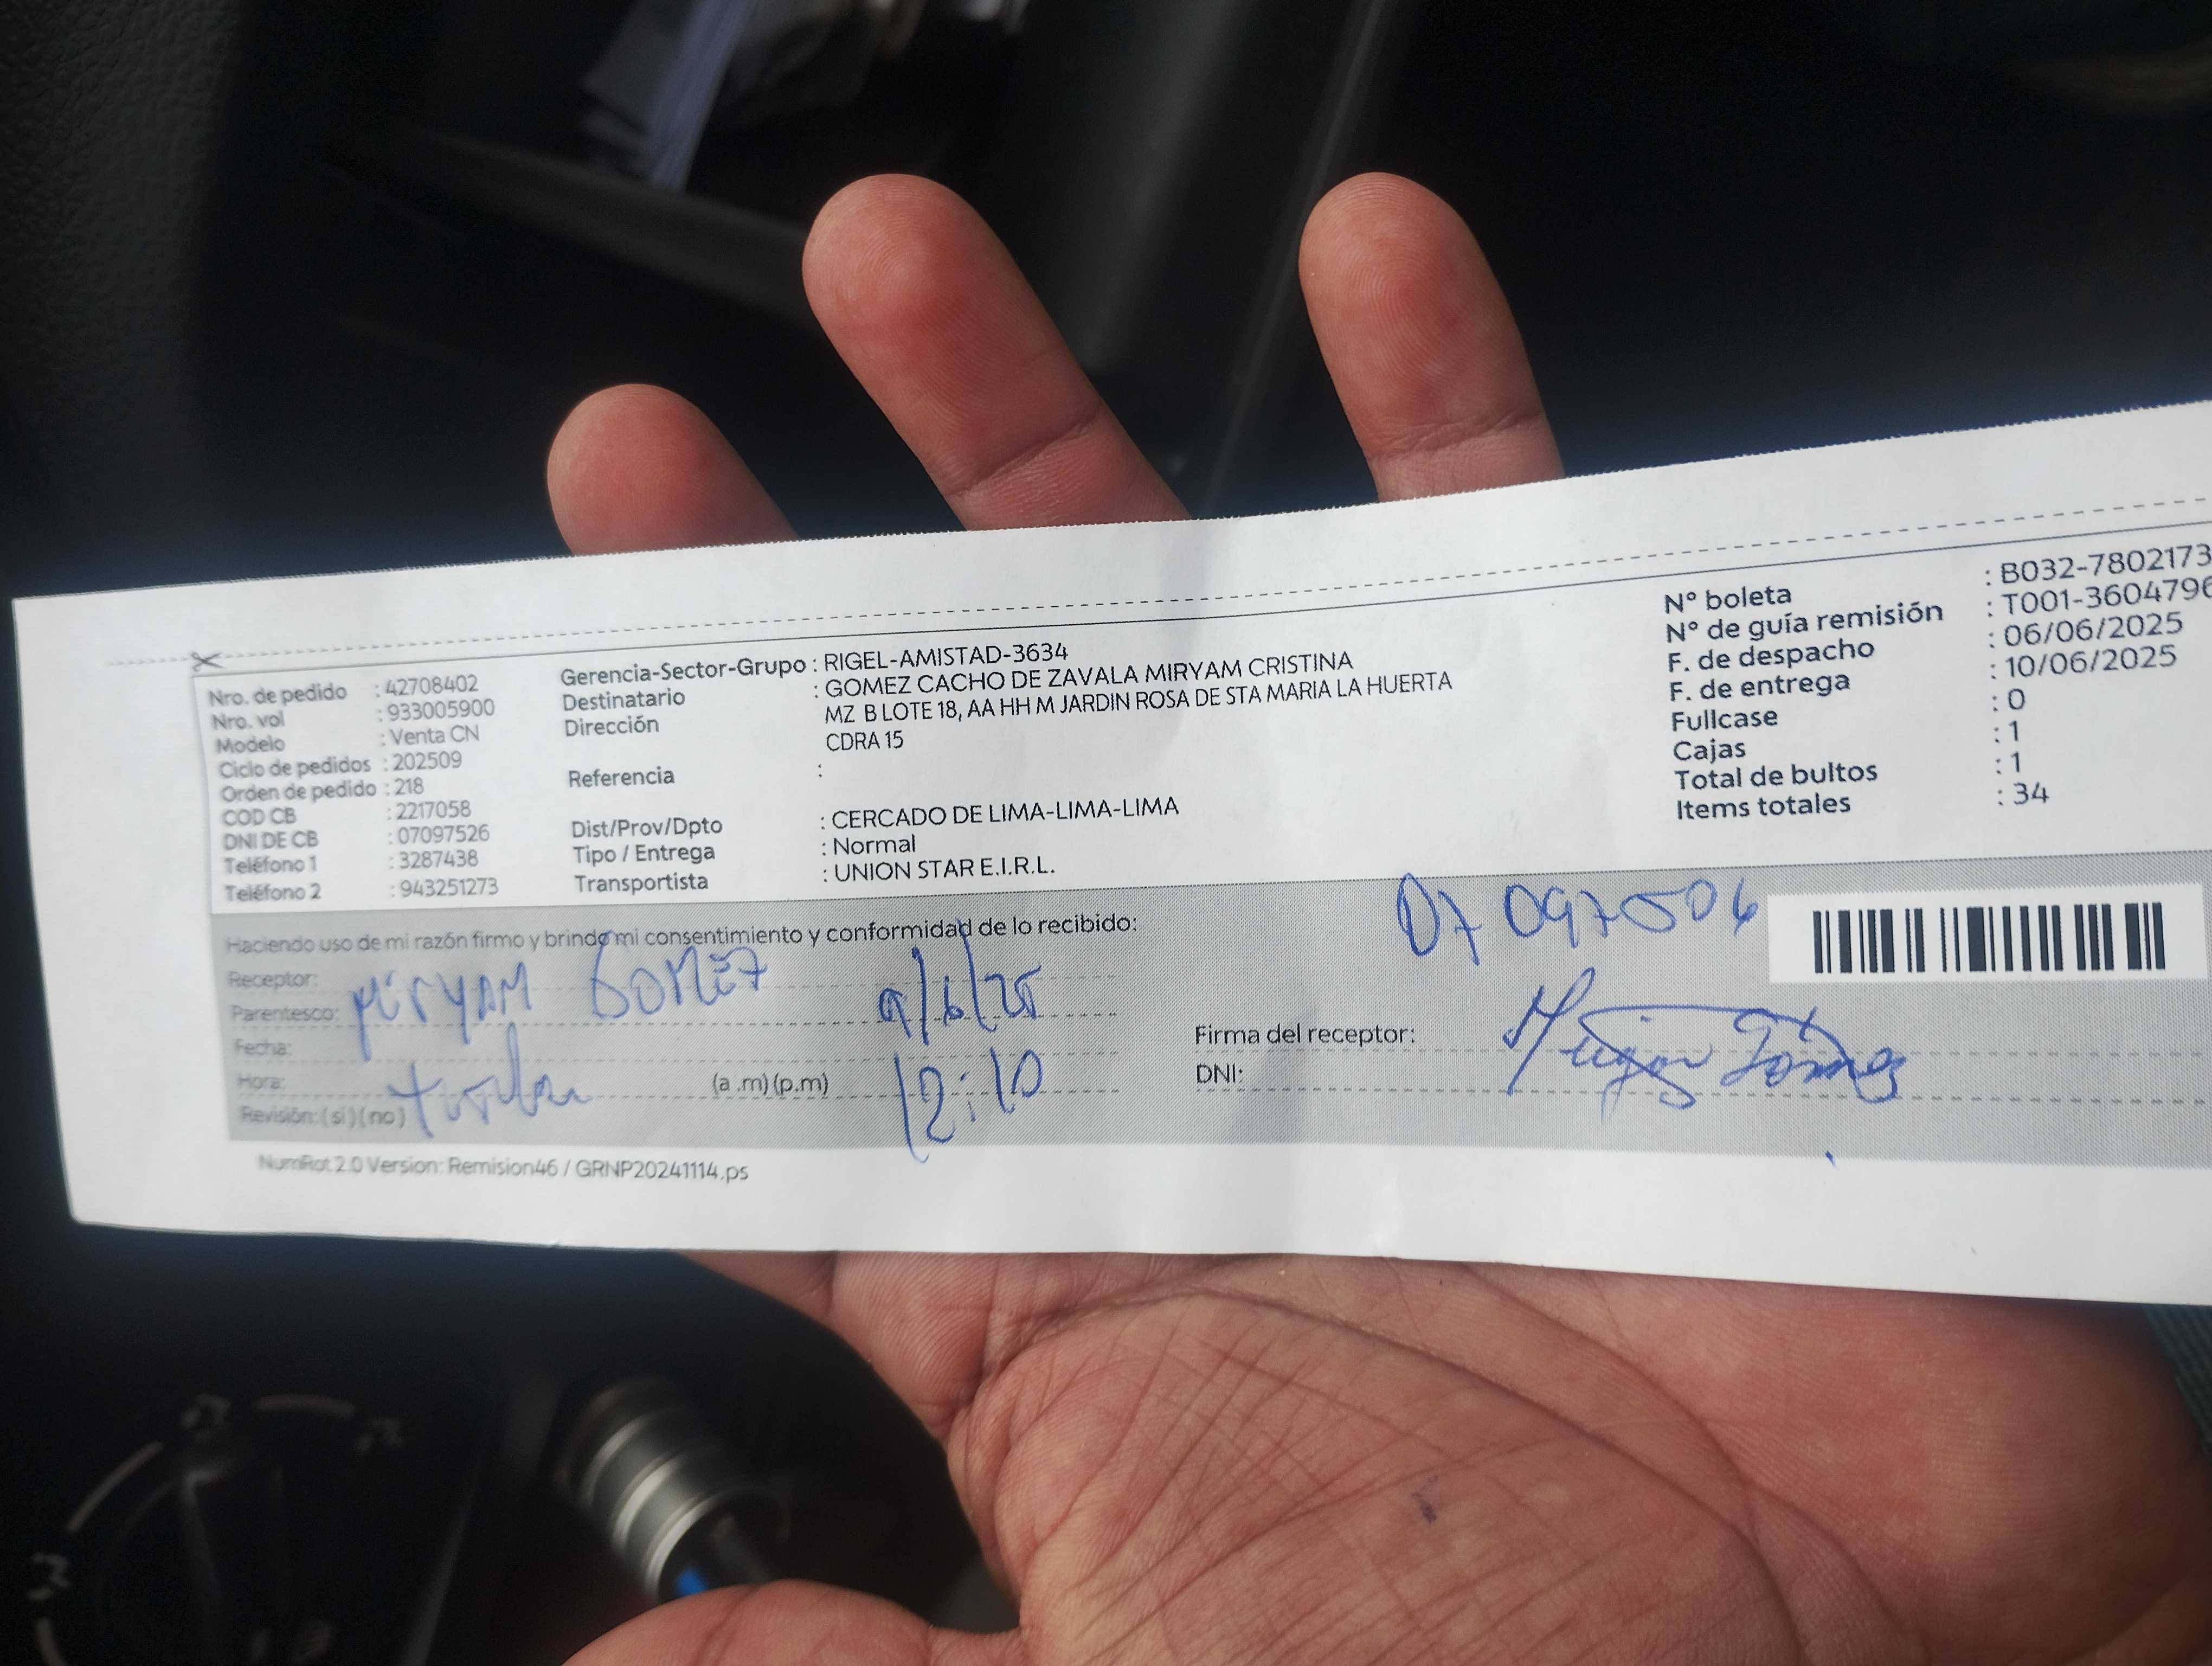 Nro. de pedido : 42708402
Nro. vol : 933005900
Modelo : Venta CN
Ciclo de pedidos : 202509
Orden de pedido : 218
COD CB : 2217058
DNI DE CB : 07097526
Teléfono 1 : 3287438
Teléfono 2 : 943251273
Gerencia-Sector-Grupo : RIGEL-AMISTAD-3634
Destinatario : GOMEZ CACHO DE ZAVALA MIRYAM CRISTINA
Dirección MZ B LOTE 18, AA HH M JARDIN ROSA DE STA MARIA LA HUERTA
CDRA 15
Referencia :
Dist/Prov/Dpto : CERCADO DE LIMA-LIMA-LIMA
Tipo / Entrega : Normal
Transportista : UNION STAR E.I.R.L.
N° boleta : B032-7802173
N° de guía remisión : T001-3604796
F. de despacho : 06/06/2025
F. de entrega : 10/06/2025
Fullcase : 0
Cajas : 1
Total de bultos : 1
Items totales : 34
Haciendo uso de mi razón firmo y brindo mi consentimiento y conformidad de lo recibido:
Receptor:
MIRYAM GOMEZ
Parentesco:
9/6/25
Fecha:
Hora: (a .m) (p.m) 12:10
Revisión: ( si ) ( no )
Titular
07097506
Firma del receptor: Miryam Gómez
DNI:
NumRot 2.0 Version: Remision46 / GRNP20241114.ps